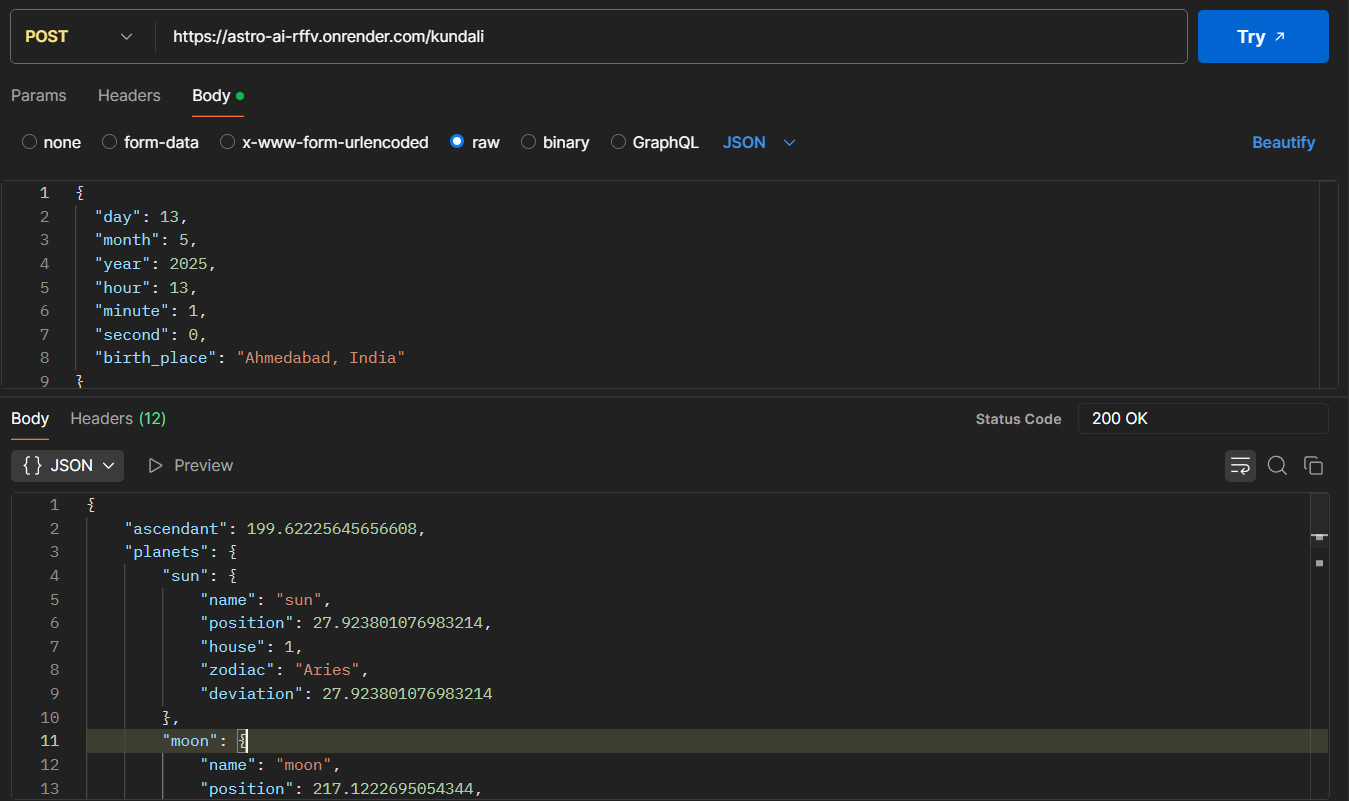 POST https://astro-ai-rffv.onrender.com/kundali Try ↗
Params Headers Body
none form-data x-www-form-urlencoded raw binary GraphQL JSON Beautify
1 {
2 "day": 13,
3 "month": 5,
4 "year": 2025,
5 "hour": 13,
6 "minute": 1,
7 "second": 0,
8 "birth_place": "Ahmedabad, India"
9 }
Body Headers (12) Status Code 200 OK
{} JSON Preview
1 {
2 "ascendant": 199.62225645656608,
3 "planets": {
4 "sun": {
5 "name": "sun",
6 "position": 27.923801076983214,
7 "house": 1,
8 "zodiac": "Aries",
9 "deviation": 27.923801076983214
10 },
11 "moon": {
12 "name": "moon",
13 "position": 217.1222695054344,